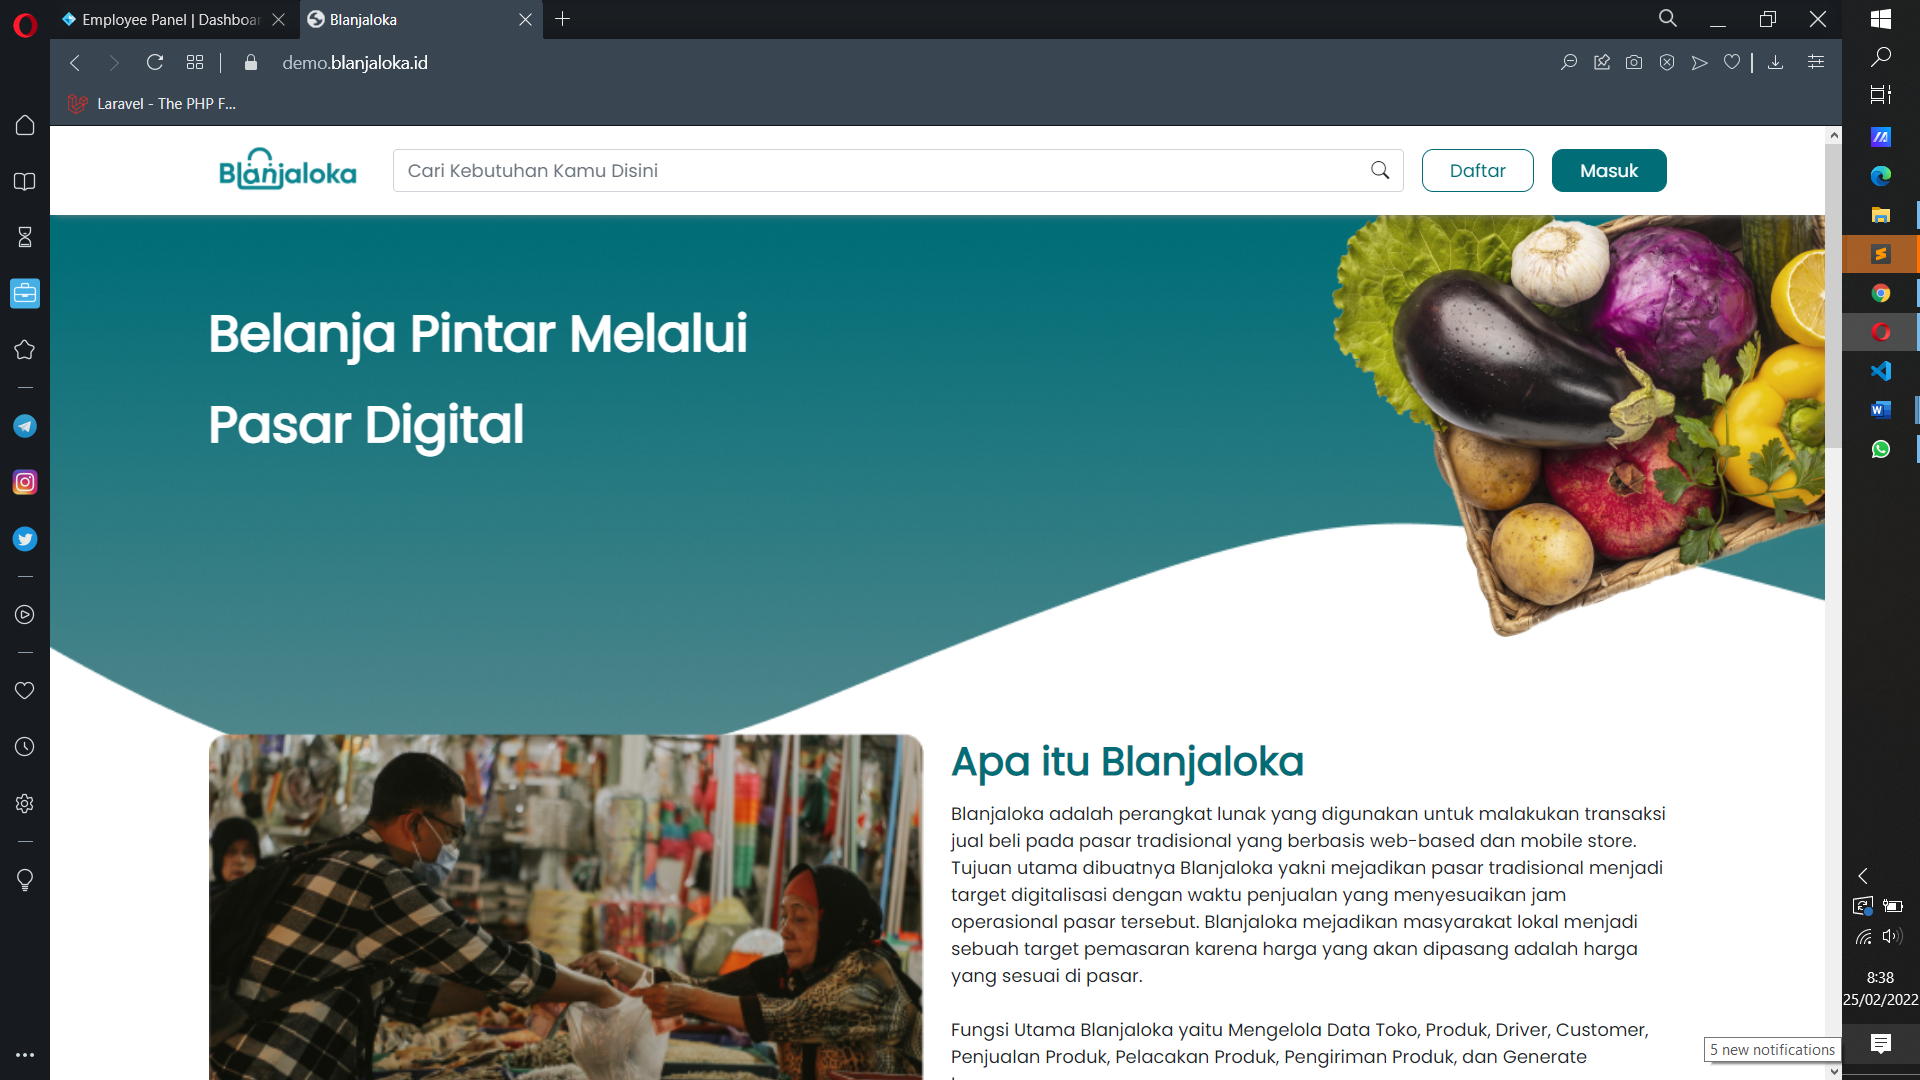 Employee Panel | Dashboar
Blanjaloka
demo.blanjaloka.id
Laravel - The PHP F...
Blanjaloka
Cari Kebutuhan Kamu Disini
Daftar
Masuk
Belanja Pintar Melalui
Pasar Digital
Apa itu Blanjaloka
Blanjaloka adalah perangkat lunak yang digunakan untuk malakukan transaksi
jual beli pada pasar tradisional yang berbasis web-based dan mobile store.
Tujuan utama dibuatnya Blanjaloka yakni mejadikan pasar tradisional menjadi
target digitalisasi dengan waktu penjualan yang menyesuaikan jam
operasional pasar tersebut. Blanjaloka mejadikan masyarakat lokal menjadi
sebuah target pemasaran karena harga yang akan dipasang adalah harga
yang sesuai di pasar.
Fungsi Utama Blanjaloka yaitu Mengelola Data Toko, Produk, Driver, Customer,
Penjualan Produk, Pelacakan Produk, Pengiriman Produk, dan Generate
8:38
25/02/2022
5 new notifications